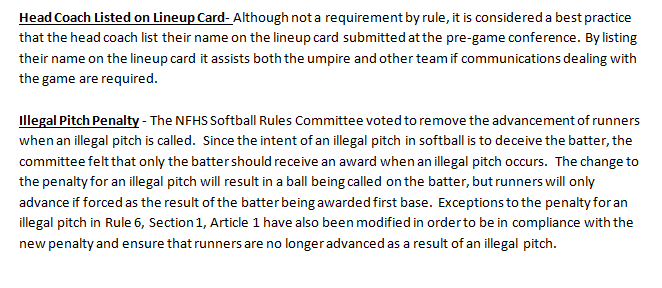 Head Coach Listed on Lineup Card- Although not a requirement by rule, it is considered a best practice
that the head coach list their name on the lineup card submitted at the pre-game conference. By listing
their name on the lineup card it assists both the umpire and other team if communications dealing with
the game are required.
Illegal Pitch Penalty - The NFHS Softball Rules Committee voted to remove the advancement of runners
when an illegal pitch is called. Since the intent of an illegal pitch in softball is to deceive the batter, the
committee felt that only the batter should receive an award when an illegal pitch occurs. The change to
the penalty for an illegal pitch will result in a ball being called on the batter, but runners will only
advance if forced as the result of the batter being awarded first base. Exceptions to the penalty for an
illegal pitch in Rule 6, Section 1, Article 1 have also been modified in order to be in compliance with the
new penalty and ensure that runners are no longer advanced as a result of an illegal pitch.